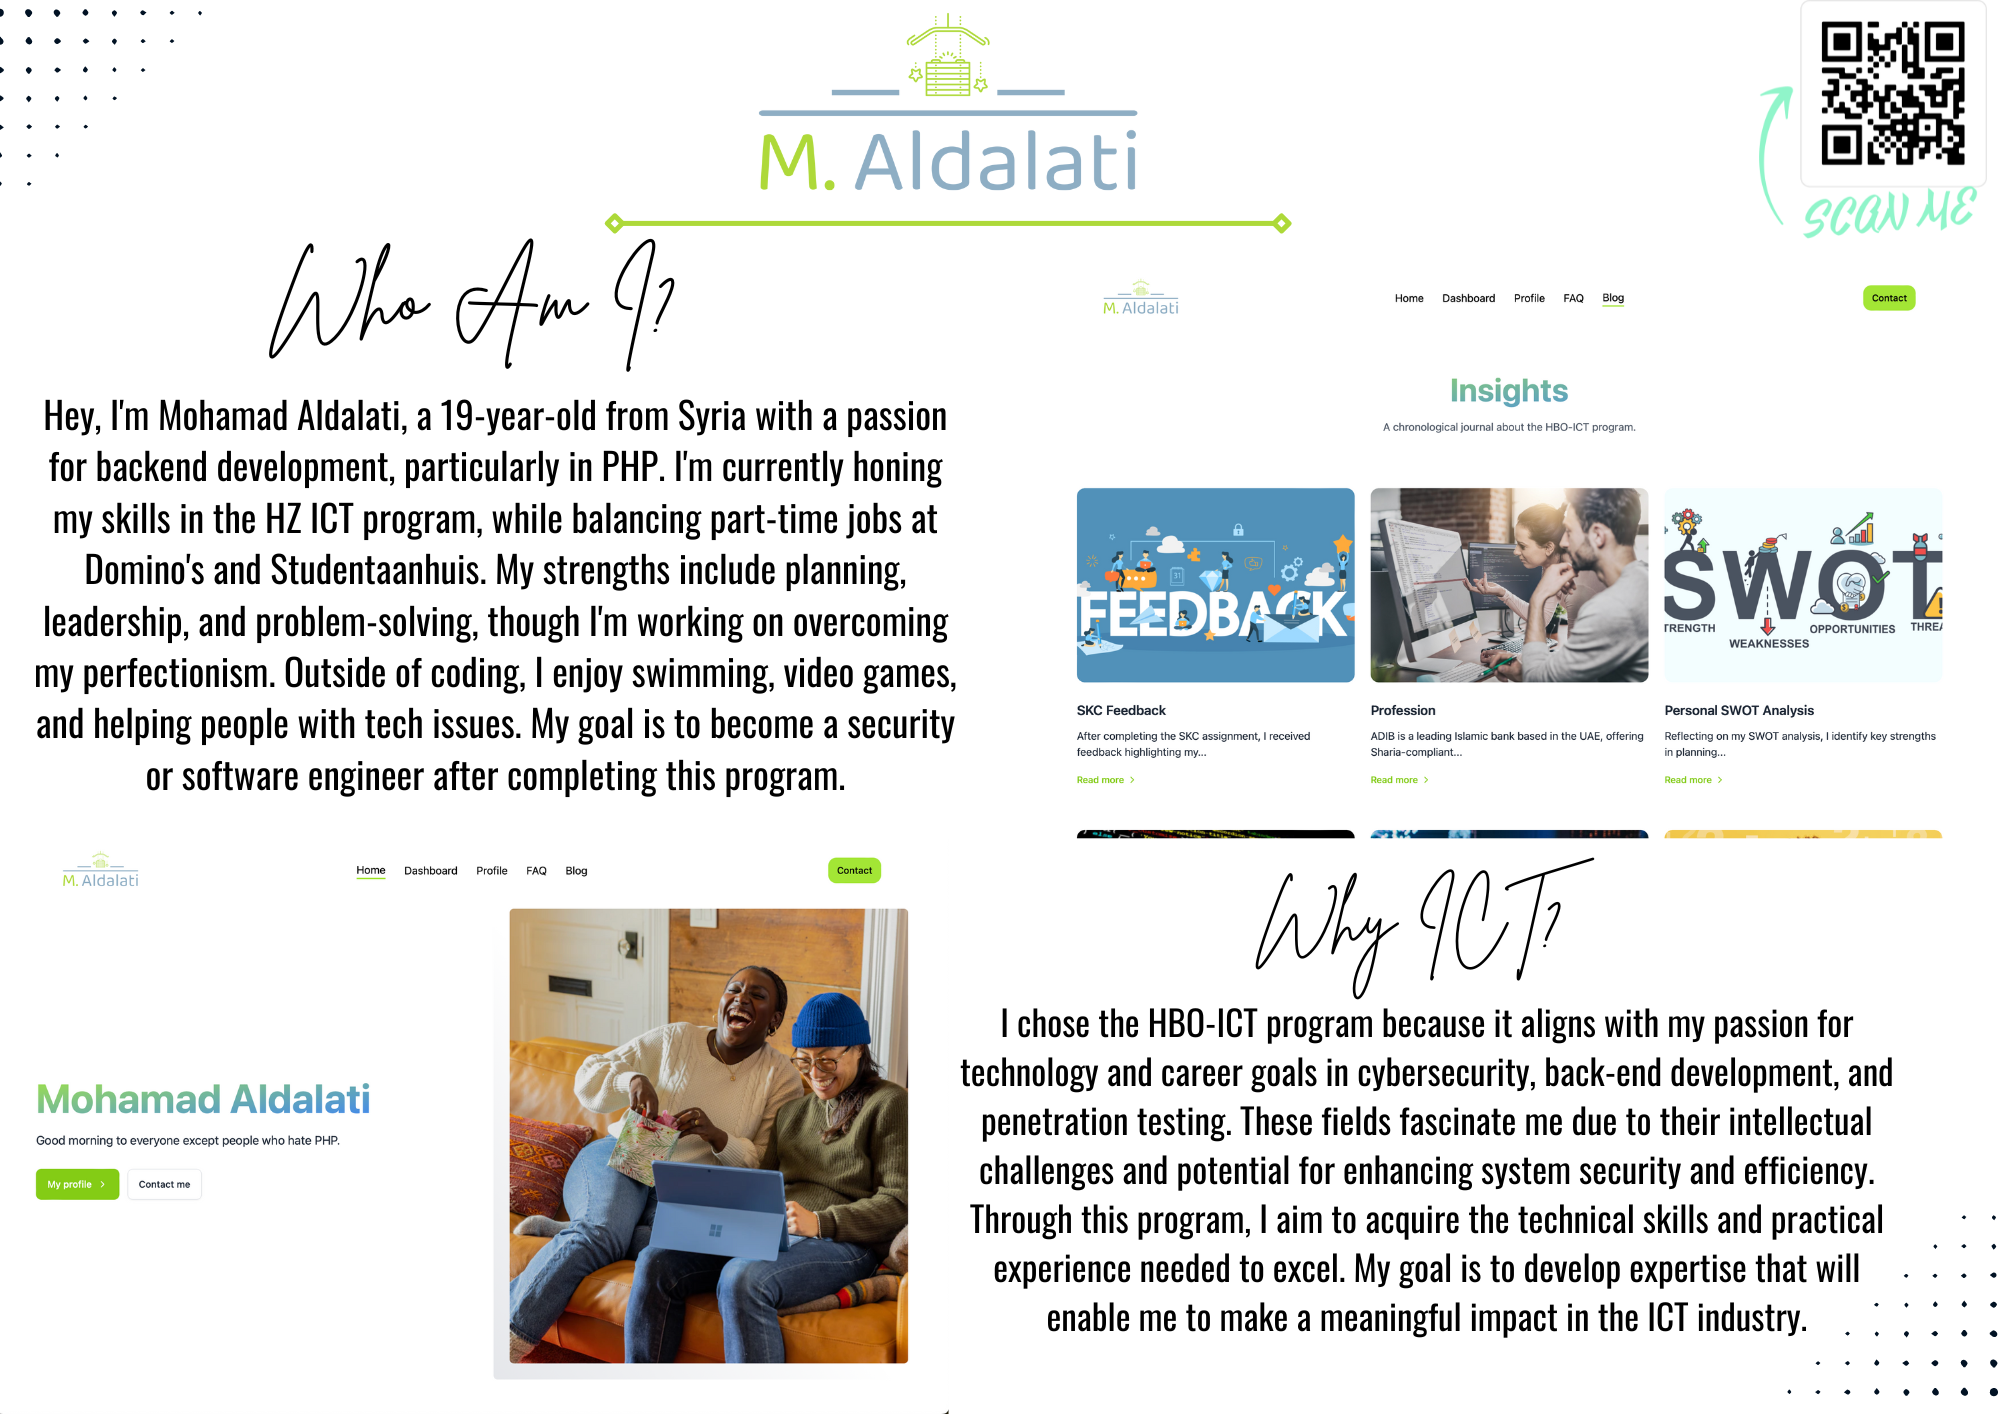 M. Aldalati
SCAN ME
Who Am I?
Hey, I'm Mohamad Aldalati, a 19-year-old from Syria with a passion
for backend development, particularly in PHP. I'm currently honing
my skills in the HZ ICT program, while balancing part-time jobs at
Domino's and Studentaanhuis. My strengths include planning,
leadership, and problem-solving, though I'm working on overcoming
my perfectionism. Outside of coding, I enjoy swimming, video games,
and helping people with tech issues. My goal is to become a security
or software engineer after completing this program.
M. Aldalati
Home Dashboard Profile FAQ Blog
Contact
Insights
A chronological journal about the HBO-ICT program.
31
FEEDBACK
SWOT
TRENGTH
WEAKNESSES
OPPORTUNITIES
THREA
SKC Feedback
After completing the SKC assignment, I received
feedback highlighting my...
Read more
Profession
ADIB is a leading Islamic bank based in the UAE, offering
Sharia-compliant...
Read more
Personal SWOT Analysis
Reflecting on my SWOT analysis, I identify key strengths
in planning...
Read more
M. Aldalati
Home Dashboard Profile FAQ Blog
Contact
Mohamad Aldalati
Good morning to everyone except people who hate PHP.
My profile
Contact me
Why ICT?
I chose the HBO-ICT program because it aligns with my passion for
technology and career goals in cybersecurity, back-end development, and
penetration testing. These fields fascinate me due to their intellectual
challenges and potential for enhancing system security and efficiency.
Through this program, I aim to acquire the technical skills and practical
experience needed to excel. My goal is to develop expertise that will
enable me to make a meaningful impact in the ICT industry.